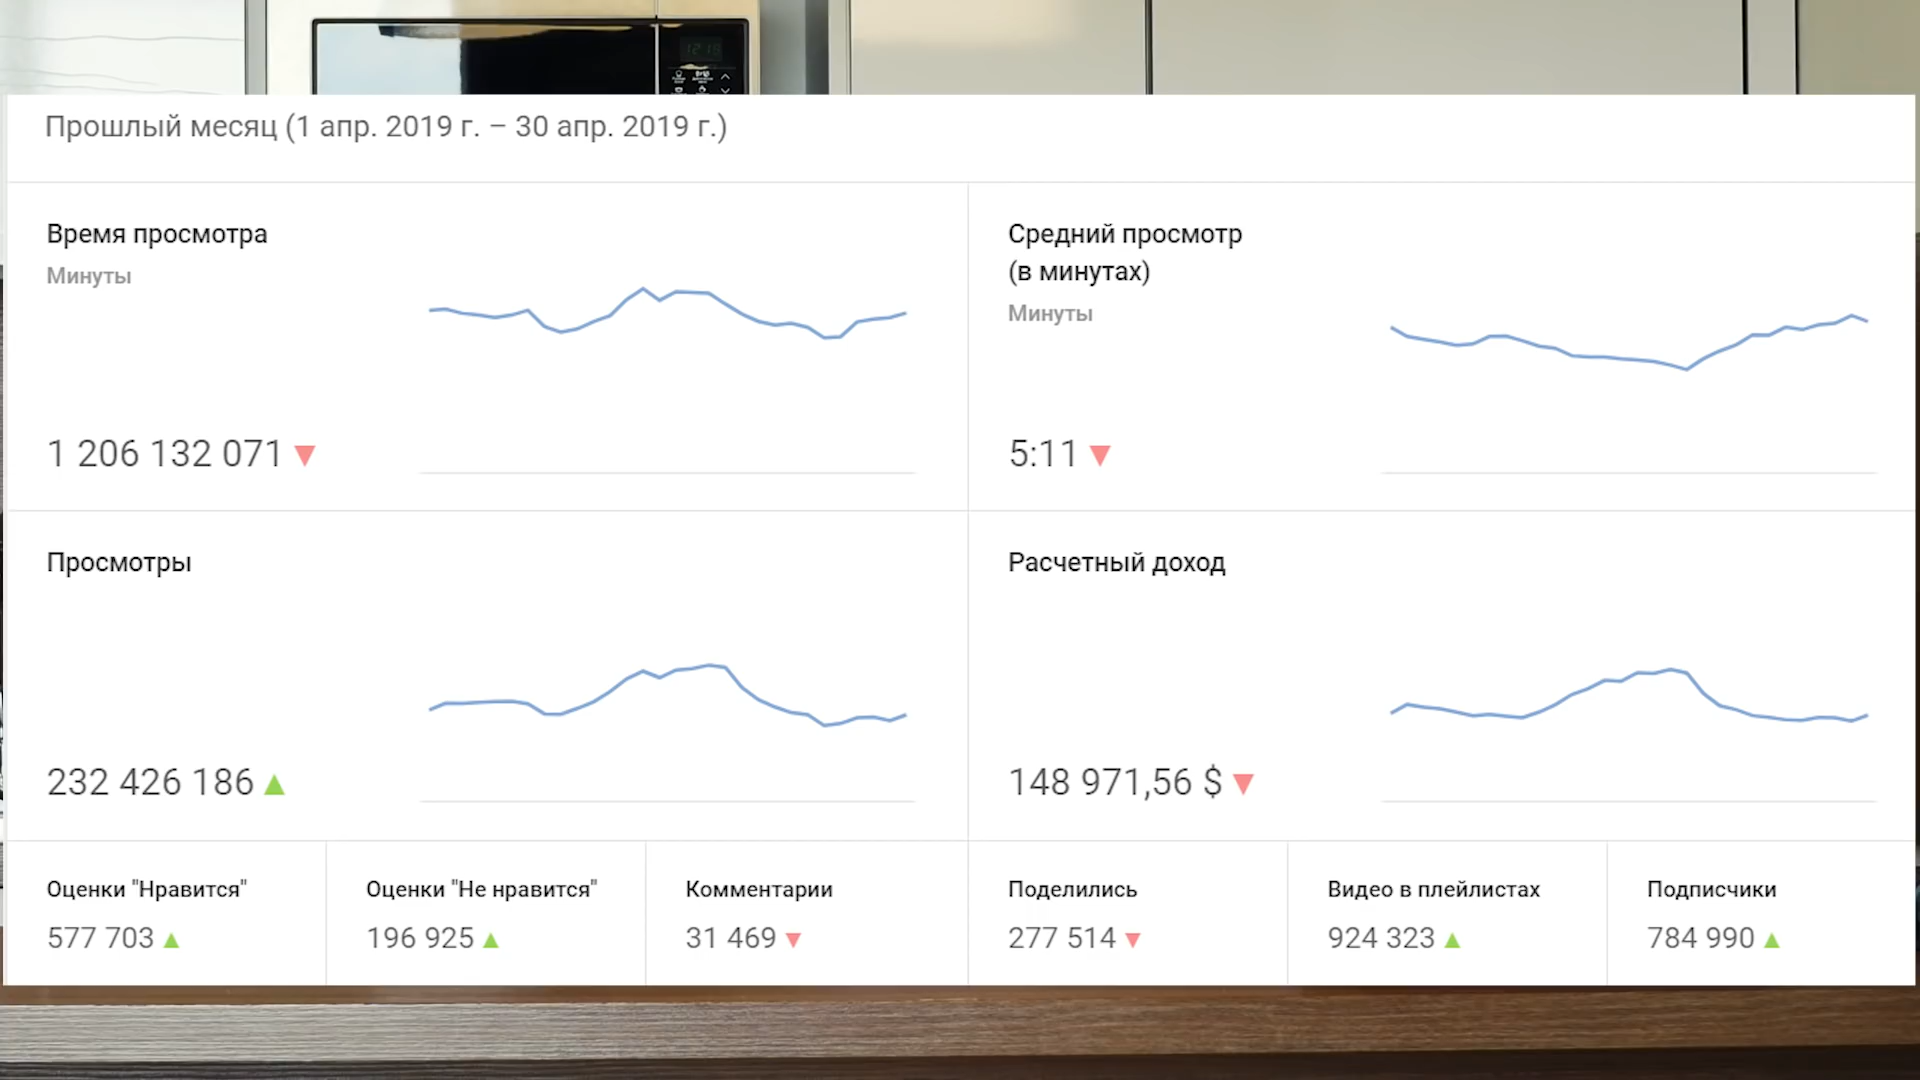 12:15
Прошлый месяц (1 апр. 2019 г. – 30 апр. 2019 г.)
Время просмотра
Минуты
1 206 132 071
Средний просмотр
(в минутах)
Минуты
5:11
Просмотры
232 426 186
Расчетный доход
148 971,56 $
Оценки "Нравится"
577 703
Оценки "Не нравится"
196 925
Комментарии
31 469
Поделились
277 514
Видео в плейлистах
924 323
Подписчики
784 990